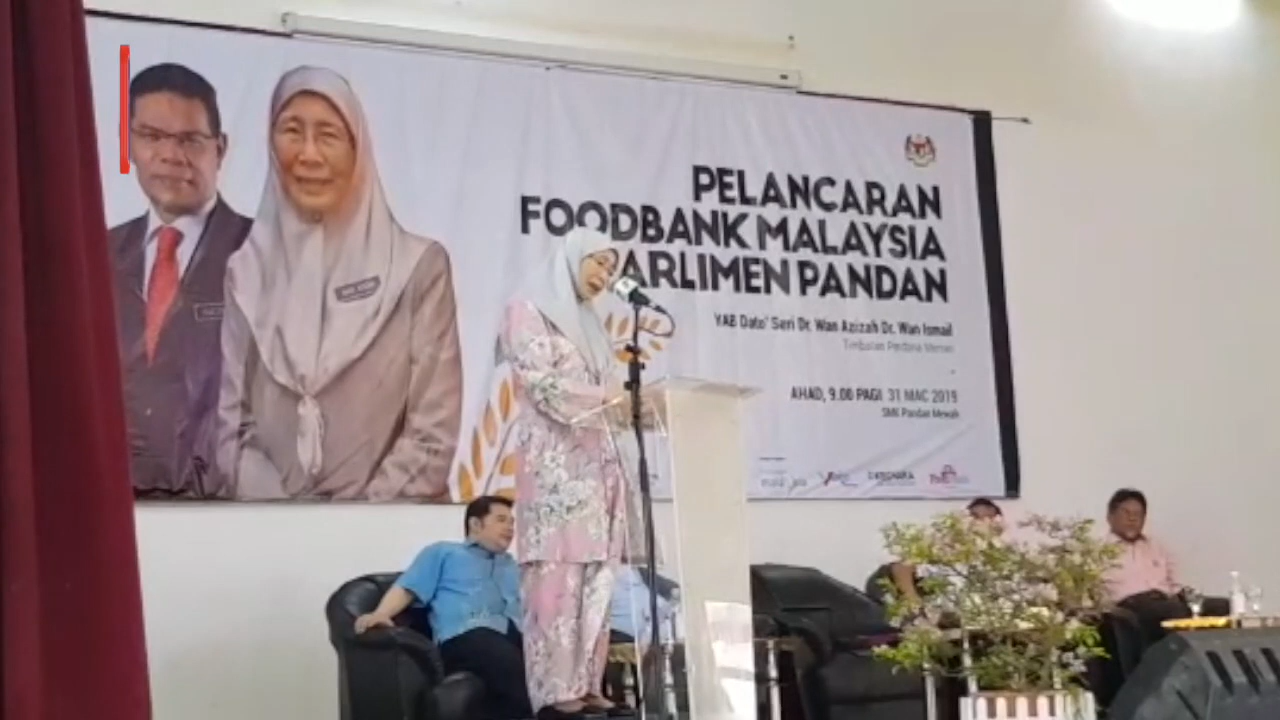 PELANCARAN
FOODBANK MALAYSIA
ARLIMEN PANDAN
YAB Dato' Seri Dr. Wan Azizah Dr. Wan Ismail
Timbalan Perdana Menteri
AHAD, 9.00 PAGI 31 MAC 2019
SMK Pandan Mewah